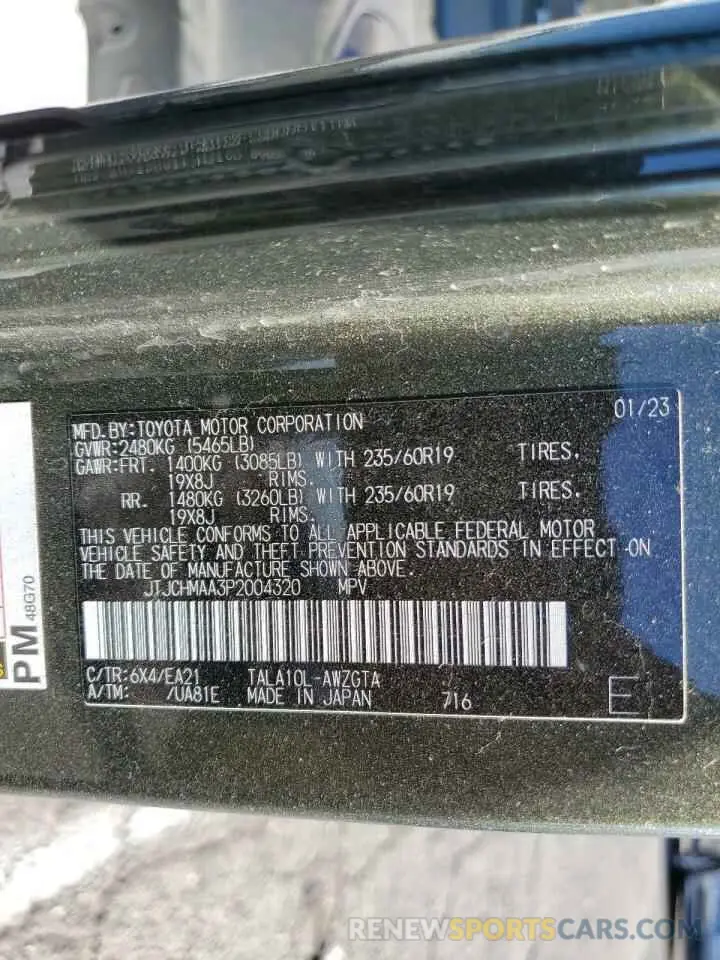 MFD.BY:TOYOTA MOTOR CORPORATION 01/23
GVWR:2480KG (5465LB)
GAWR:FRT. 1400KG (3085LB) WITH 235/60R19 TIRES.
19X8J RIMS.
RR. 1480KG (3260LB) WITH 235/60R19 TIRES.
19X8J RIMS.
THIS VEHICLE CONFORMS TO ALL APPLICABLE FEDERAL MOTOR
VEHICLE SAFETY AND THEFT PREVENTION STANDARDS IN EFFECT ON
THE DATE OF MANUFACTURE SHOWN ABOVE.
JTJCHMAA3P2004320 MPV
C/TR:6X4/EA21 TALA10L-AWZGTA
A/TM: /UA81E MADE IN JAPAN 716 E
PM 48G70
RENEWSPORTSCARS.COM